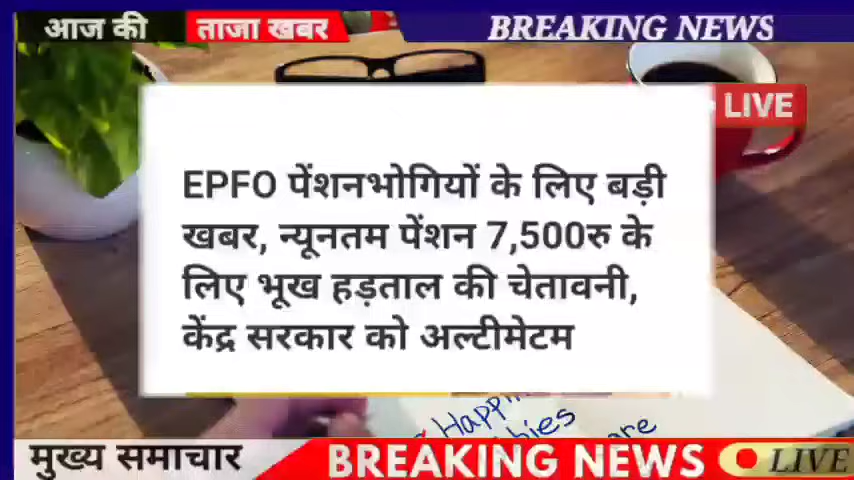 आज की ताजा खबर BREAKING NEWS
LIVE
EPFO पेंशनभोगियों के लिए बड़ी
खबर, न्यूनतम पेंशन 7,500रु के
लिए भूख हड़ताल की चेतावनी,
केंद्र सरकार को अल्टीमेटम
मुख्य समाचार BREAKING NEWS LIVE